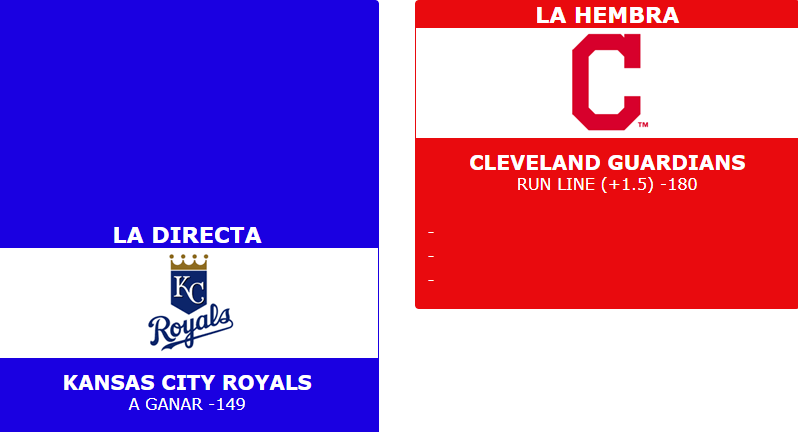 LA DIRECTA
KC
Royals
KANSAS CITY ROYALS
A GANAR -149
LA HEMBRA
C
TM
CLEVELAND GUARDIANS
RUN LINE (+1.5) -180
-
-
-